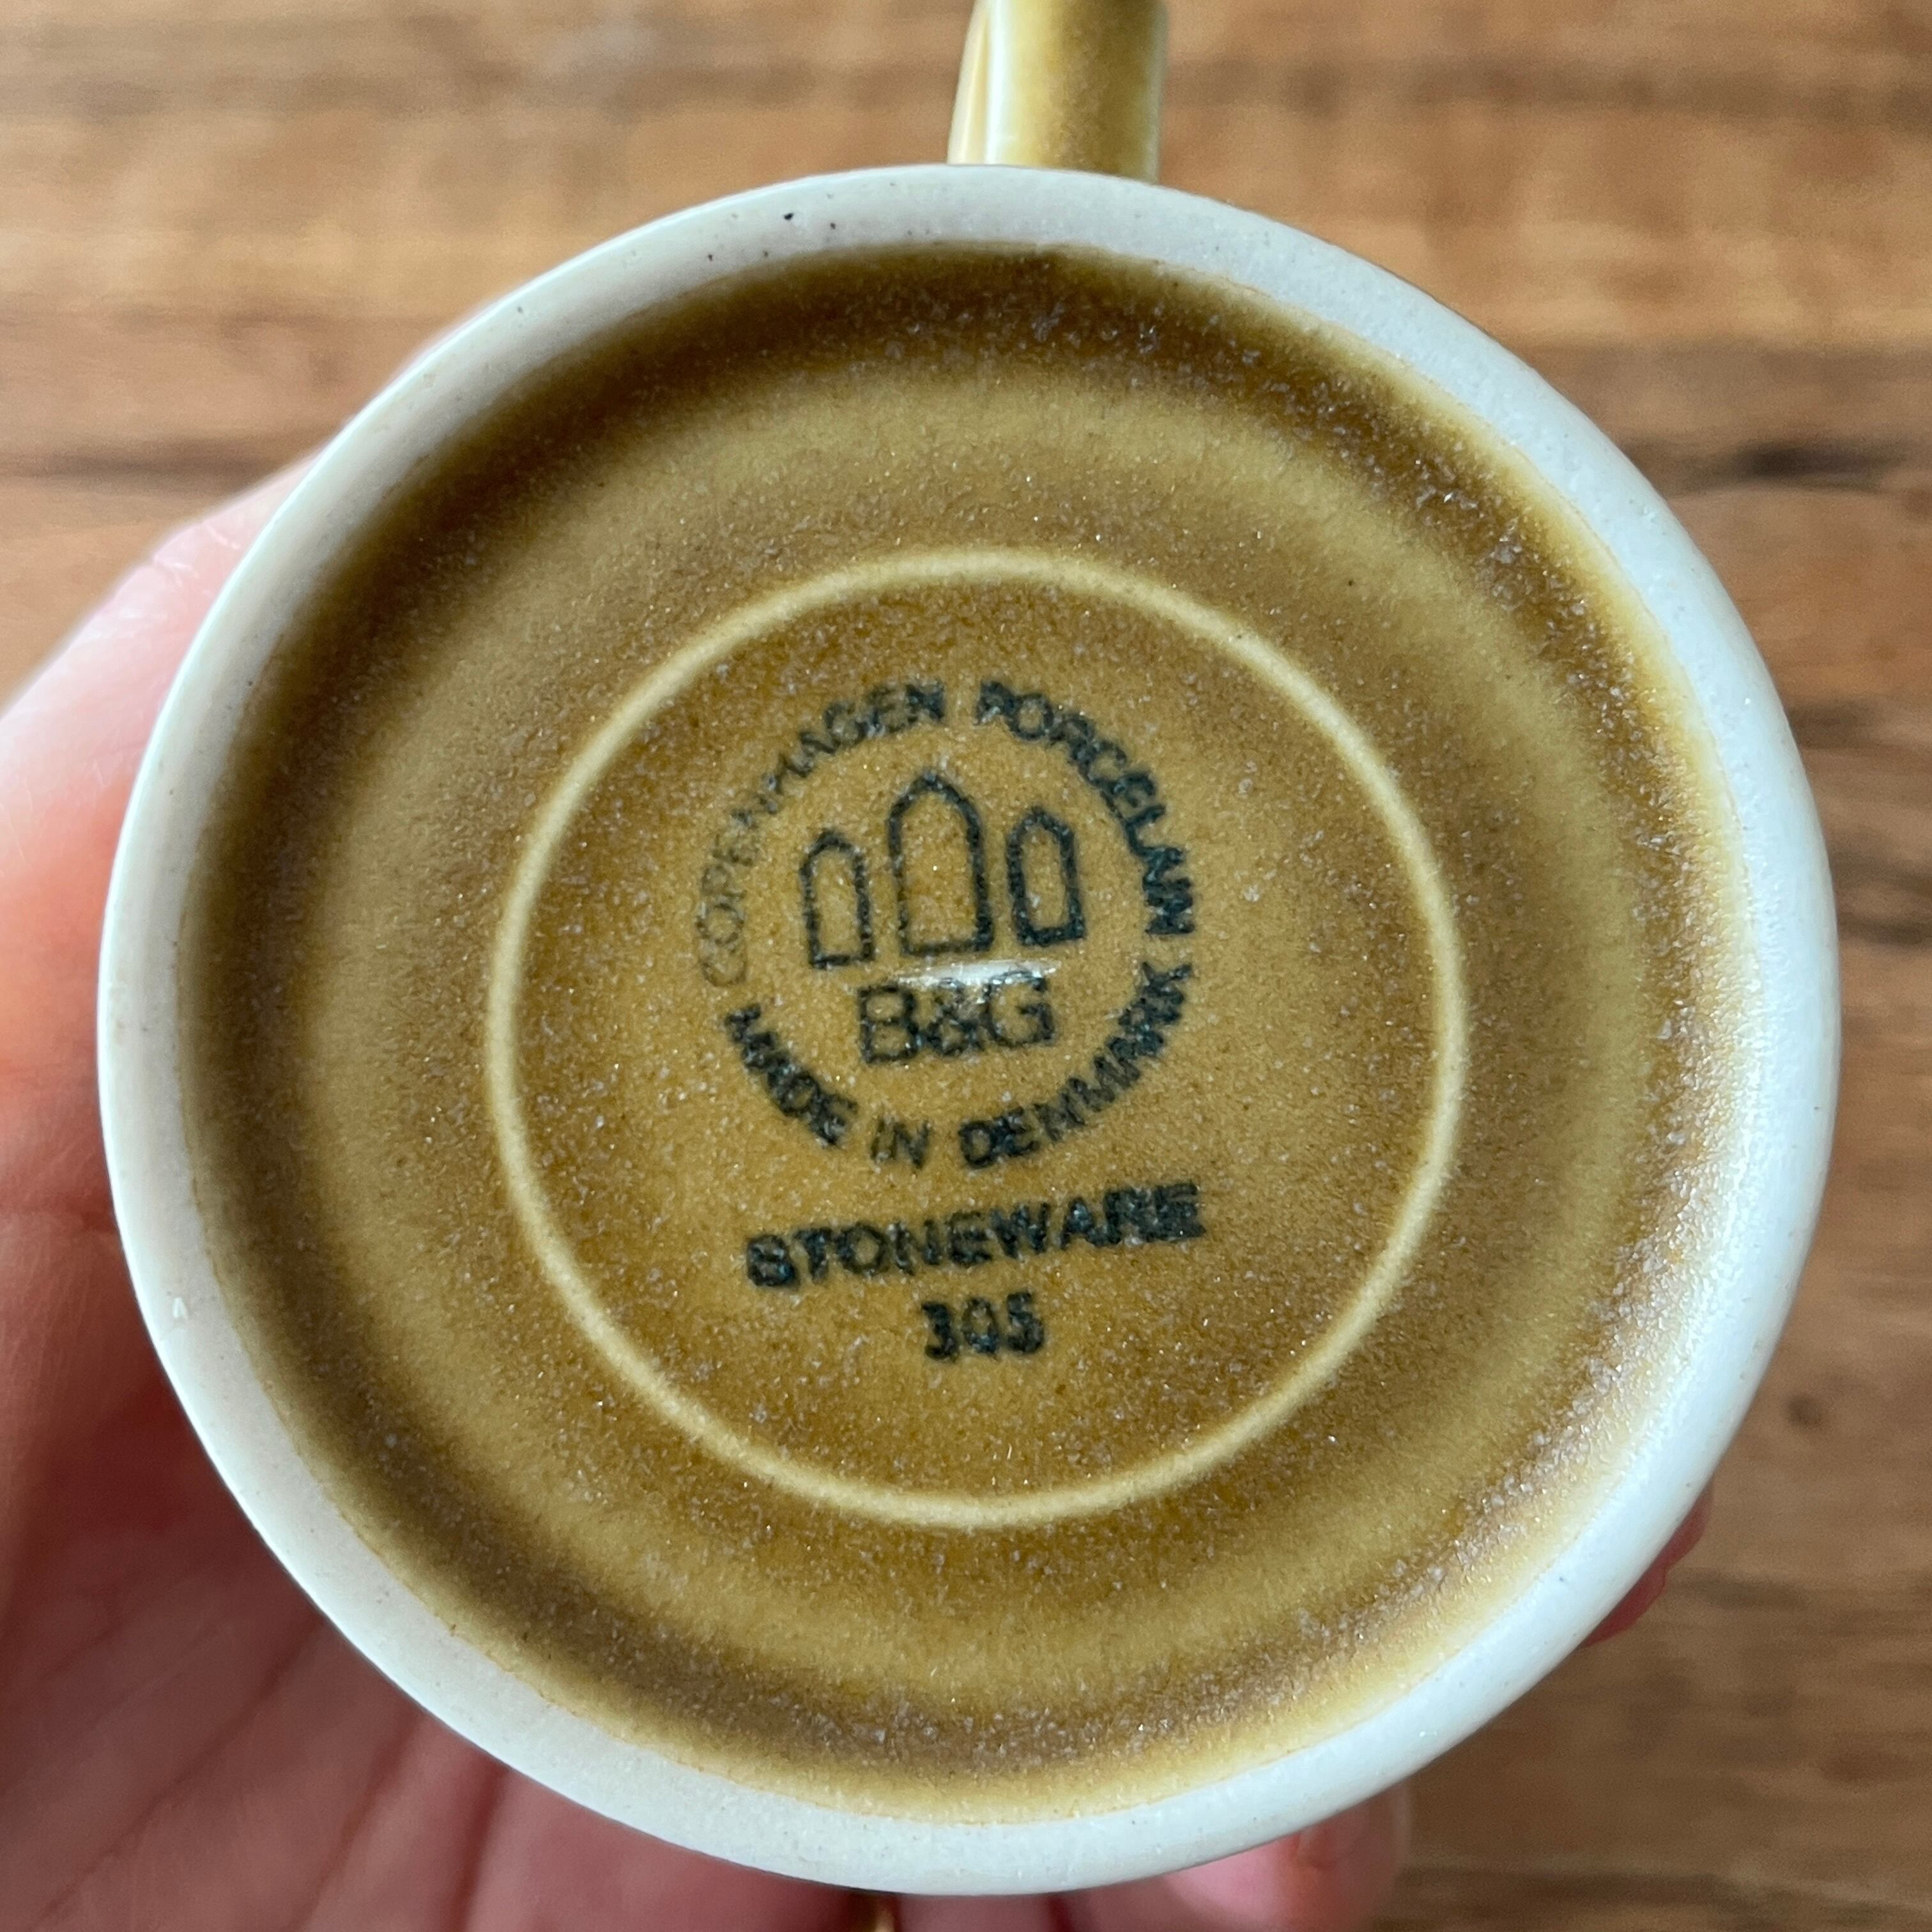 COPENHAGEN PORCELAIN
B&G
MADE IN DENMARK
STONEWARE
305